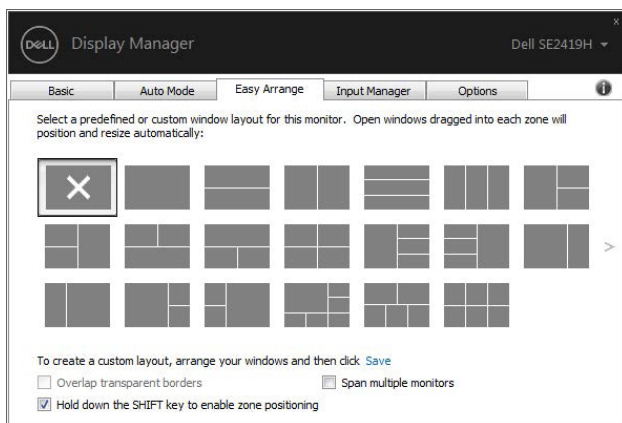 x
DELL Display Manager Dell SE2419H
Basic Auto Mode Easy Arrange Input Manager Options i
Select a predefined or custom window layout for this monitor. Open windows dragged into each zone will
position and resize automatically:
>
To create a custom layout, arrange your windows and then click Save
Overlap transparent borders Span multiple monitors
Hold down the SHIFT key to enable zone positioning